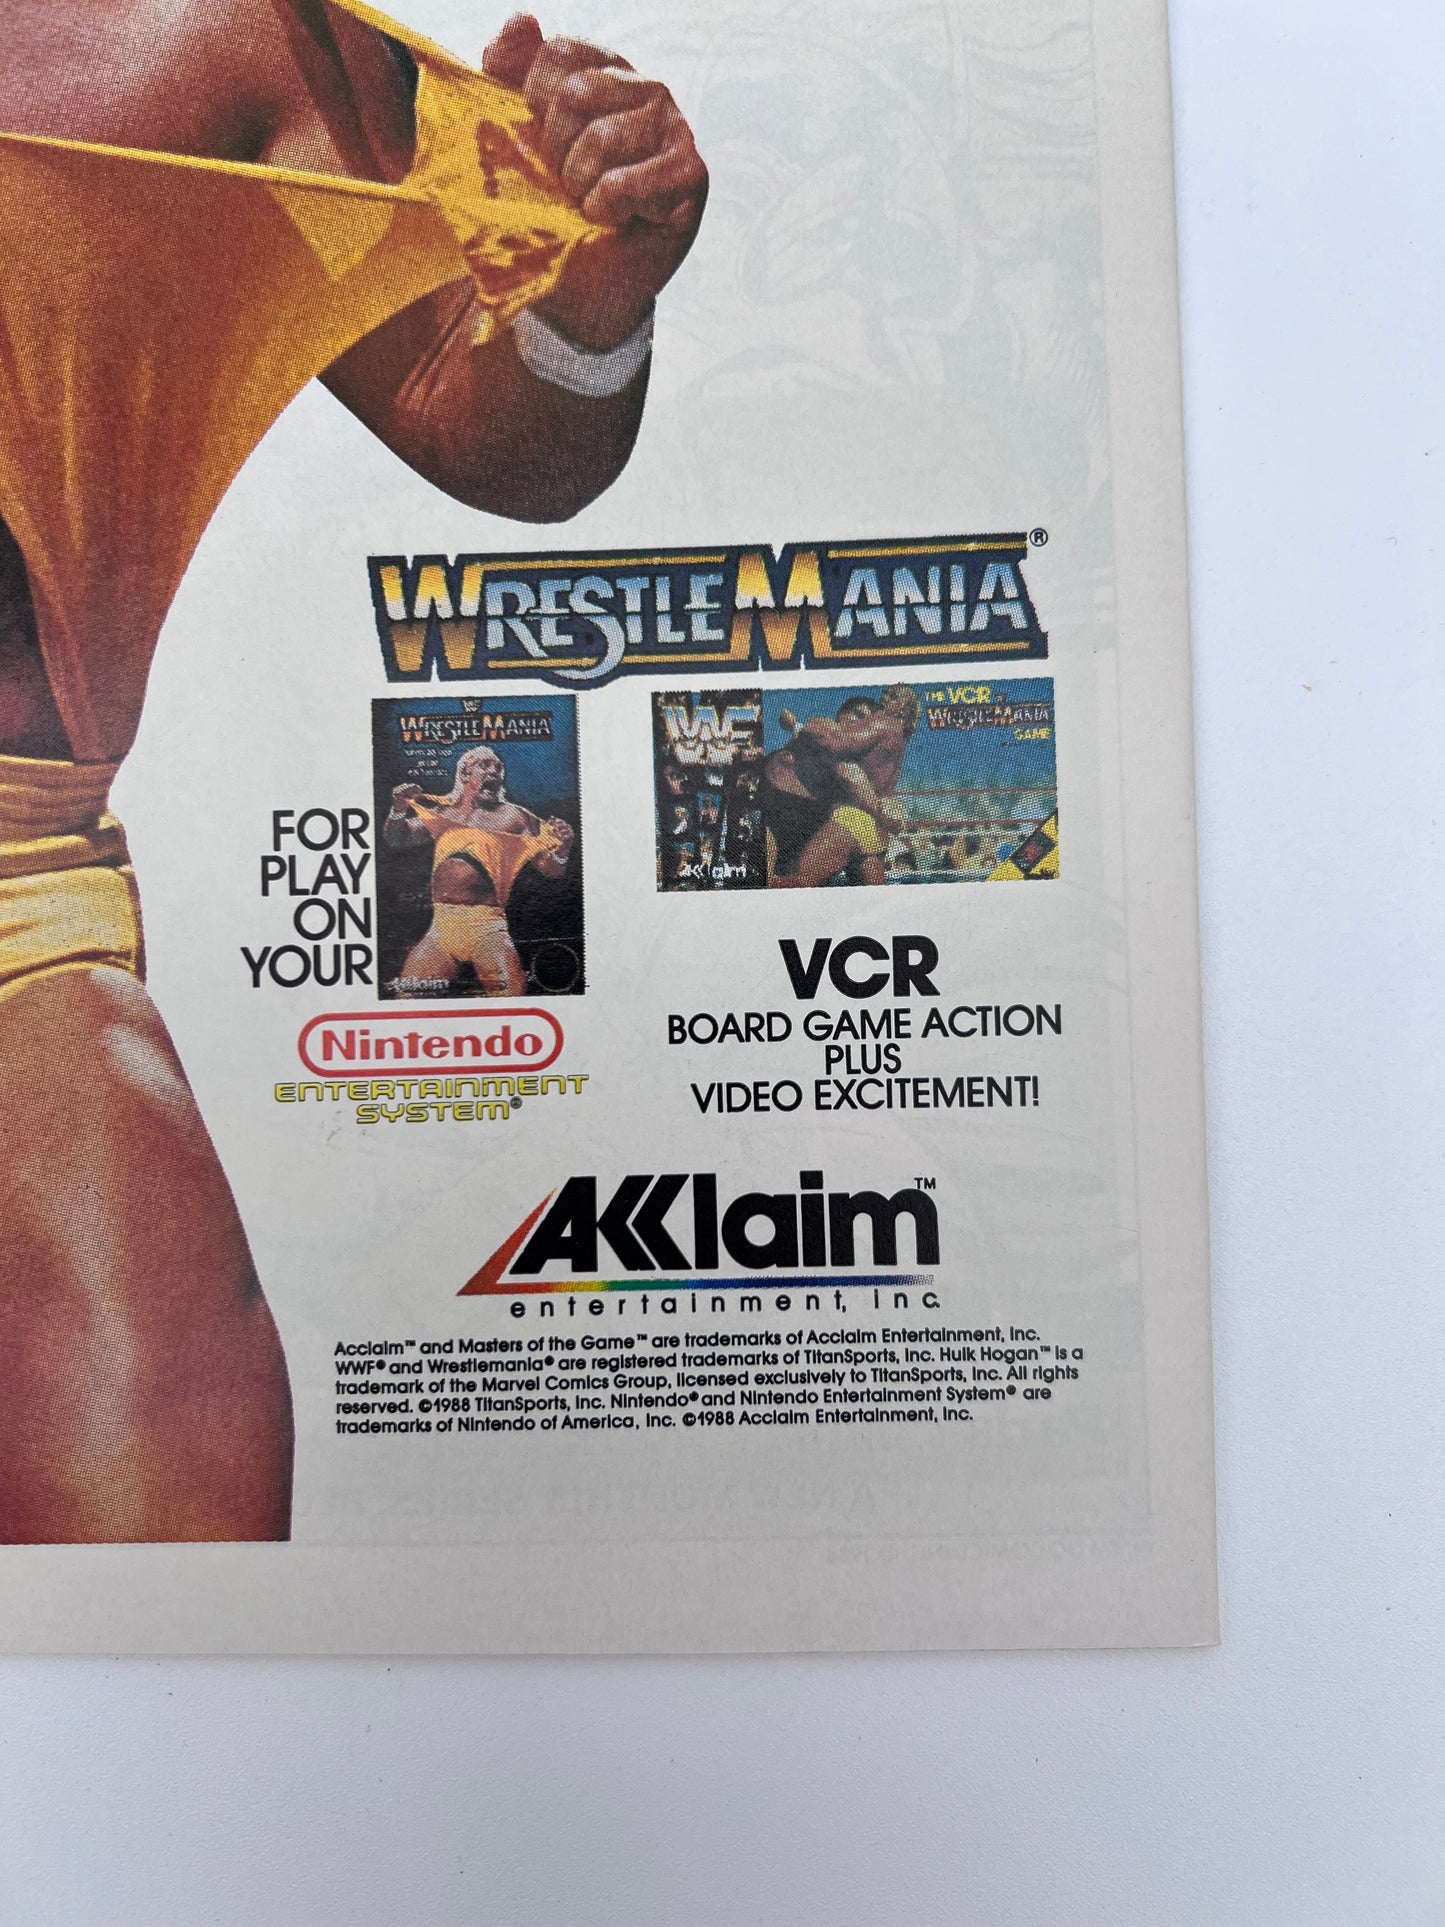 WRESTLEMANIA®
WF
WRESTLEMANIA
FOR
PLAY
ON
YOUR
Akklaim
Nintendo
ENTERTAINMENT
SYSTEM®
WF
THE VCR
WRESTLEMANIA
GAME
Akklaim
VCR
BOARD GAME ACTION
PLUS
VIDEO EXCITEMENT!
AKklaim™
entertainment, inc.
Acclaim™ and Masters of the Game™ are trademarks of Acclaim Entertainment, Inc.
WWF® and Wrestlemania® are registered trademarks of TitanSports, Inc. Hulk Hogan™ is a
trademark of the Marvel Comics Group, licensed exclusively to TitanSports, Inc. All rights
reserved. ©1988 TitanSports, Inc. Nintendo® and Nintendo Entertainment System® are
trademarks of Nintendo of America, Inc. ©1988 Acclaim Entertainment, Inc.